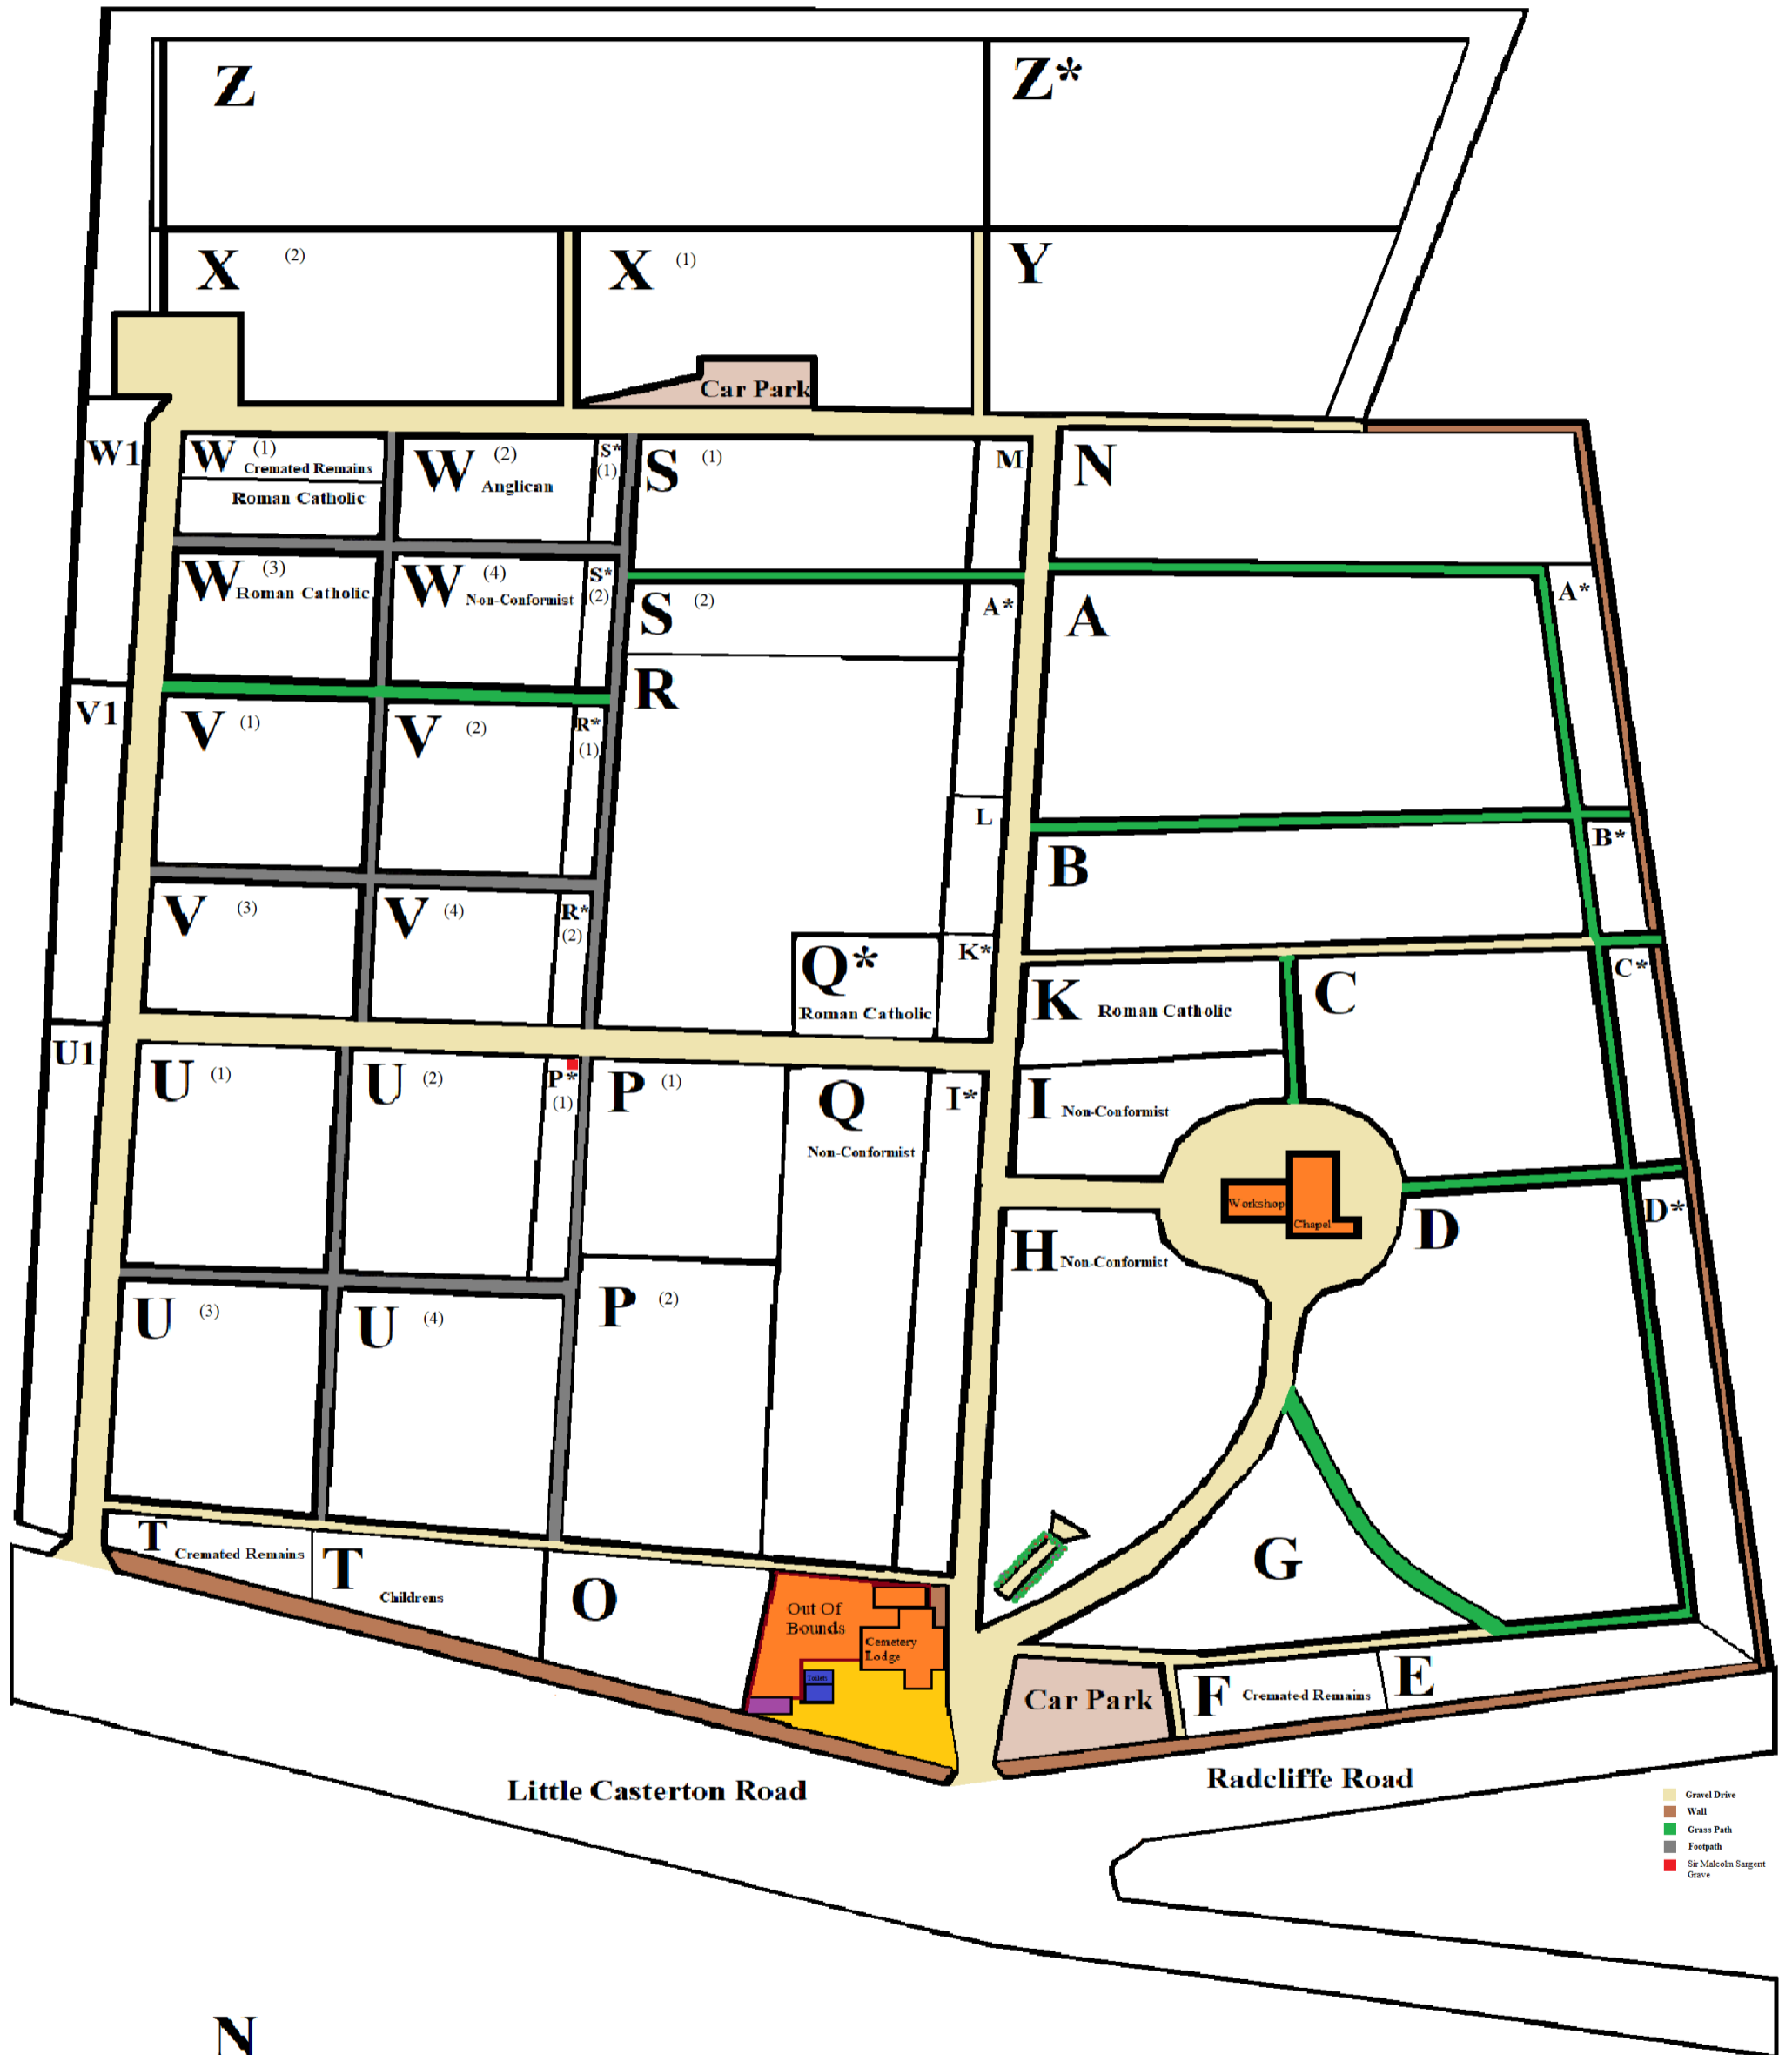 Z
Z*
X (2)
X (1)
Y
Car Park
W1
W (1)
Cremated Remains
Roman Catholic
W (2)
Anglican
S*
(1)
S (1)
M
N
W (3)
Roman Catholic
W (4)
Non-Conformist
S*
(2)
S (2)
A*
A
A*
R
V1
V (1)
V (2)
R*
(1)
L
B
B*
V (3)
V (4)
R*
(2)
Q*
Roman Catholic
K*
K Roman Catholic
C
C*
U1
U (1)
U (2)
P*
(1)
P (1)
Q
Non-Conformist
I*
I Non-Conformist
Workshop
Chapel
D
D*
H Non-Conformist
U (3)
U (4)
P (2)
G
T
Cremated Remains
T
Childrens
O
Out Of
Bounds
Cemetery
Lodge
Toilets
Car Park
F Cremated Remains
E
Little Casterton Road
Radcliffe Road
Gravel Drive
Wall
Grass Path
Footpath
Sir Malcolm Sargent
Grave
N